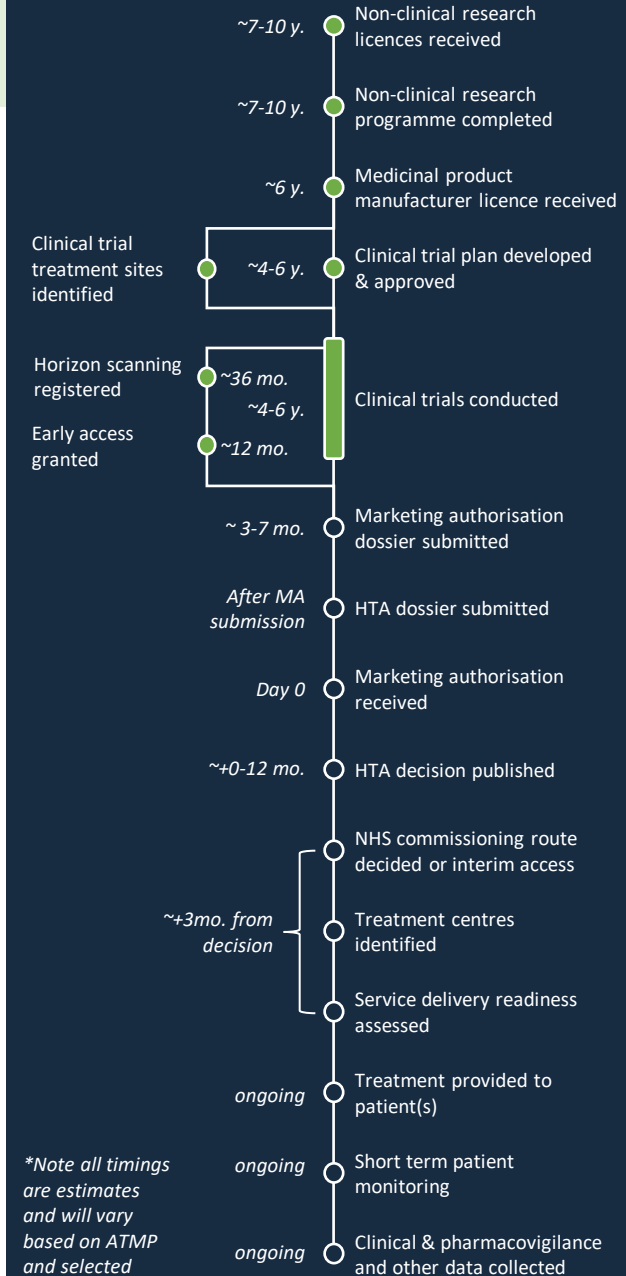 ~7-10 y.
Non-clinical research
licences received
~7-10 y.
Non-clinical research
programme completed
~6 y.
Medicinal product
manufacturer licence received
Clinical trial
treatment sites
identified
~4-6 y.
Clinical trial plan developed
& approved
Horizon scanning
registered
~36 mo.
~4-6 y.
Clinical trials conducted
Early access
granted
~12 mo.
~ 3-7 mo.
Marketing authorisation
dossier submitted
After MA
submission
HTA dossier submitted
Day 0
Marketing authorisation
received
~+0-12 mo.
HTA decision published
NHS commissioning route
decided or interim access
~+3mo. from
decision
Treatment centres
identified
Service delivery readiness
assessed
ongoing
Treatment provided to
patient(s)
ongoing
Short term patient
monitoring
*Note all timings
are estimates
and will vary
based on ATMP
and selected
ongoing
Clinical & pharmacovigilance
and other data collected